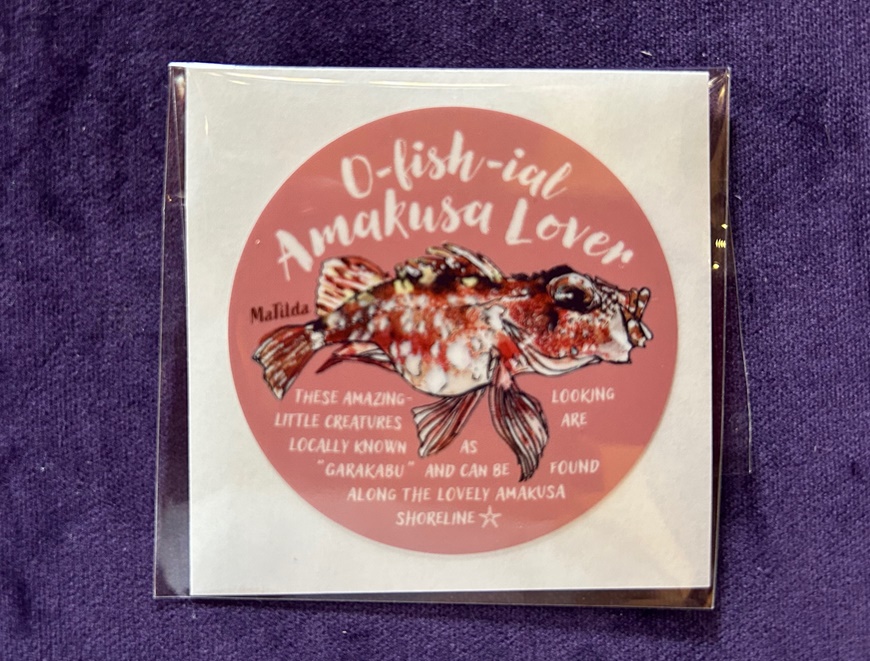 O-fish-ial
Amakusa Lover
MaTilda
THESE AMAZING- LOOKING
LITTLE CREATURES ARE
LOCALLY KNOWN AS
"GARAKABU" AND CAN BE FOUND
ALONG THE LOVELY AMAKUSA
SHORELINE